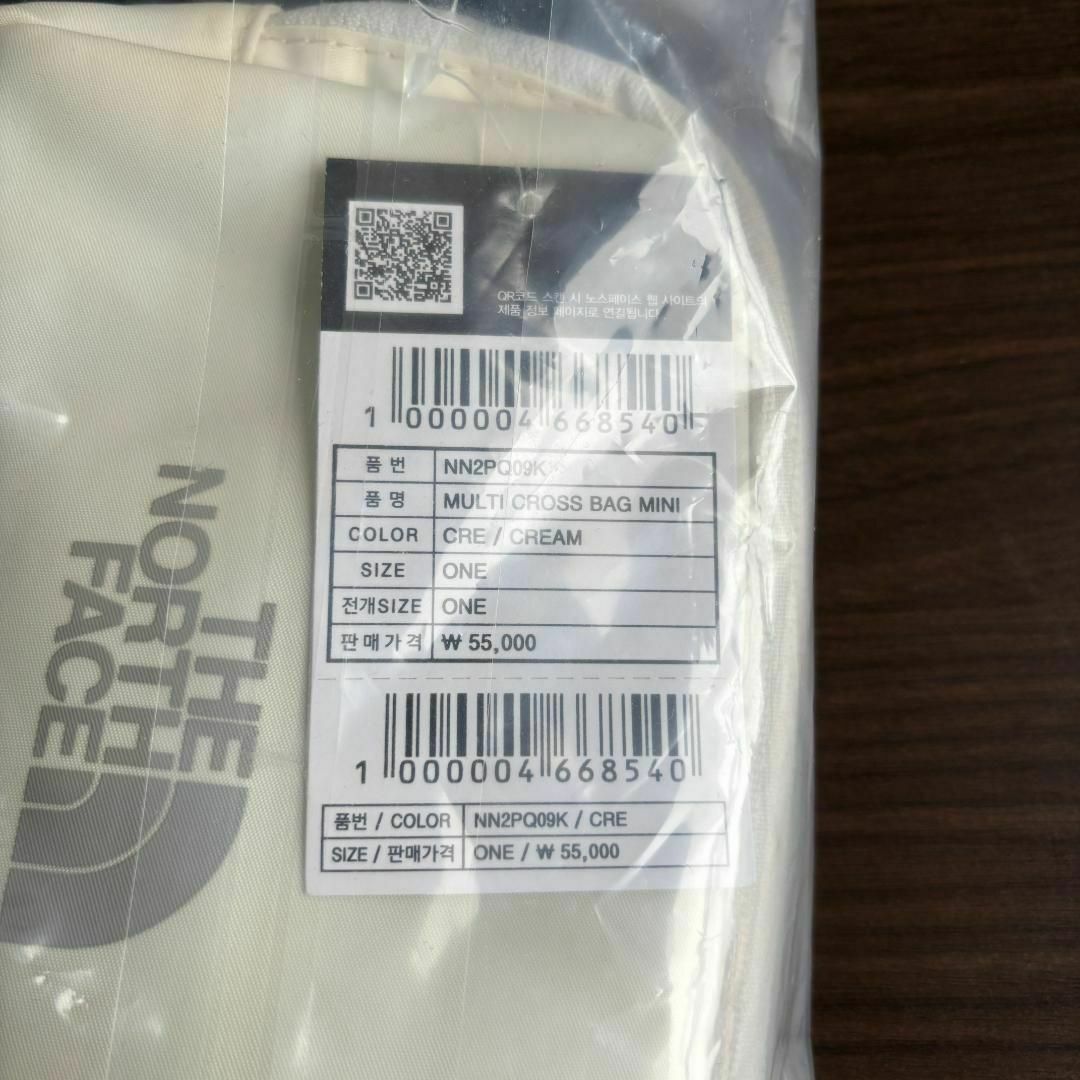 QR코드 스캔 시 노스페이스 웹 사이트의
제품 정보 페이지로 연결됩니다.
1 000004 668540
품번 NN2PQ09K
품명 MULTI CROSS BAG MINI
COLOR CRE / CREAM
SIZE ONE
전개SIZE ONE
판매가격 ₩ 55,000
1 000004 668540
품번 / COLOR NN2PQ09K / CRE
SIZE / 판매가격 ONE / ₩ 55,000
THE
NORTH
FACE